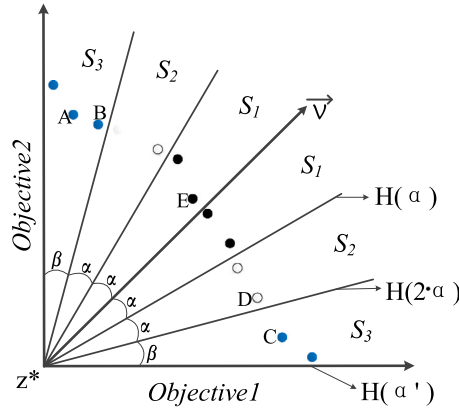 S3
S2
S1
v
A
B
S1
E
H(α)
Objective2
S2
β
α
α
D
H(2·α)
α
α
C
S3
β
z*
Objective1
H(α')